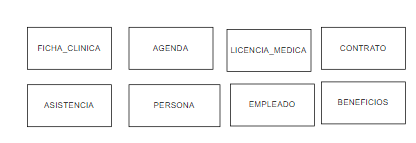 FICHA_CLINICA
AGENDA
LICENCIA_MEDICA
CONTRATO
ASISTENCIA
PERSONA
EMPLEADO
BENEFICIOS